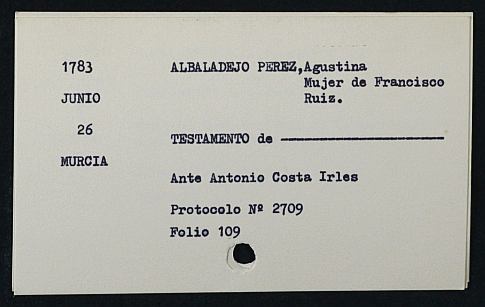 1783
JUNIO
26
MURCIA
ALBALADEJO PEREZ, Agustina
Mujer de Francisco
Ruiz.
TESTAMENTO de
Ante Antonio Costa Irles
Protocolo Nº 2709
Folio 109